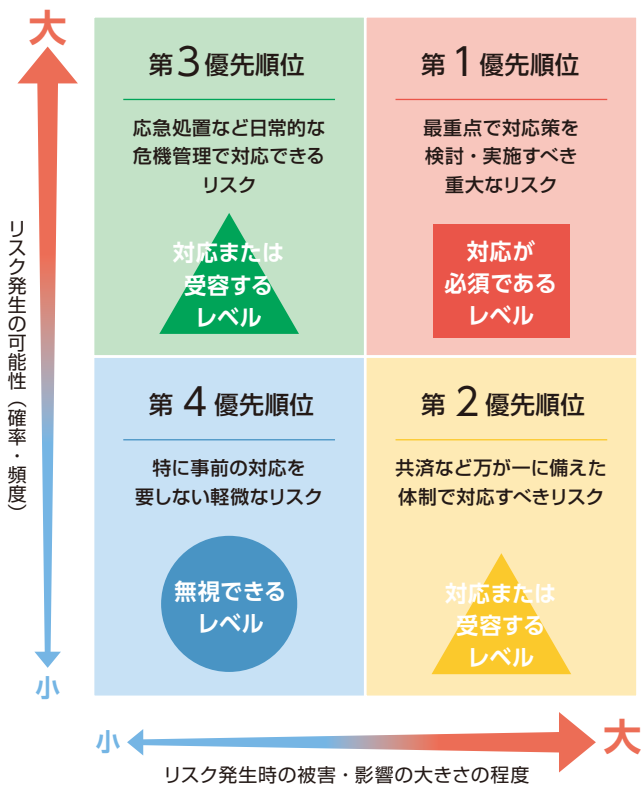 大
第3優先順位
応急処置など日常的な
危機管理で対応できる
リスク
対応または
受容する
レベル
第1優先順位
最重点で対応策を
検討・実施すべき
重大なリスク
対応が
必須である
レベル
リスク発生の可能性（確率・頻度）
第4優先順位
特に事前の対応を
要しない軽微なリスク
無視できる
レベル
第2優先順位
共済など万が一に備えた
体制で対応すべきリスク
対応または
受容する
レベル
小
小
大
リスク発生時の被害・影響の大きさの程度